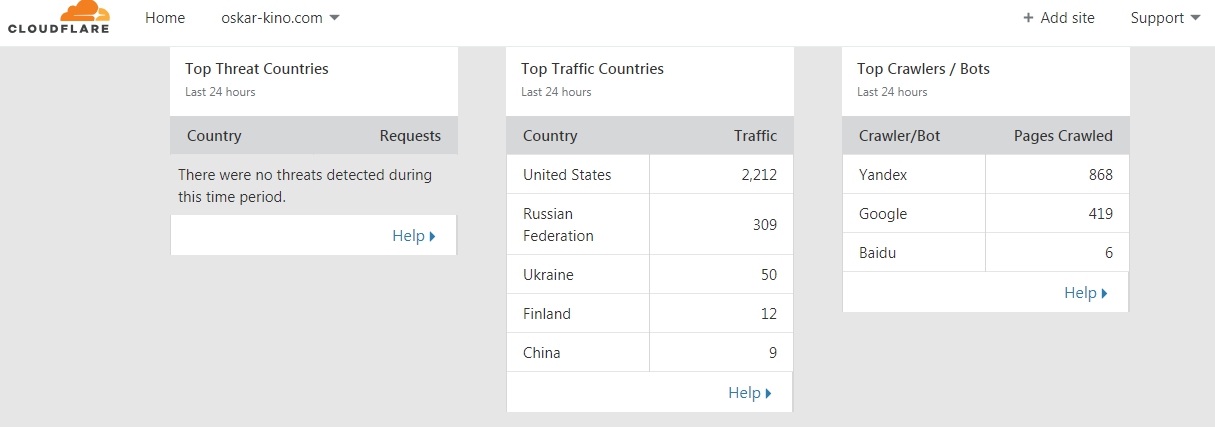 CLOUDFLARE Home oskar-kino.com + Add site Support
Top Threat Countries
Last 24 hours
Country Requests
There were no threats detected during
this time period.
Help
Top Traffic Countries
Last 24 hours
Country Traffic
United States 2,212
Russian
Federation 309
Ukraine 50
Finland 12
China 9
Help
Top Crawlers / Bots
Last 24 hours
Crawler/Bot Pages Crawled
Yandex 868
Google 419
Baidu 6
Help